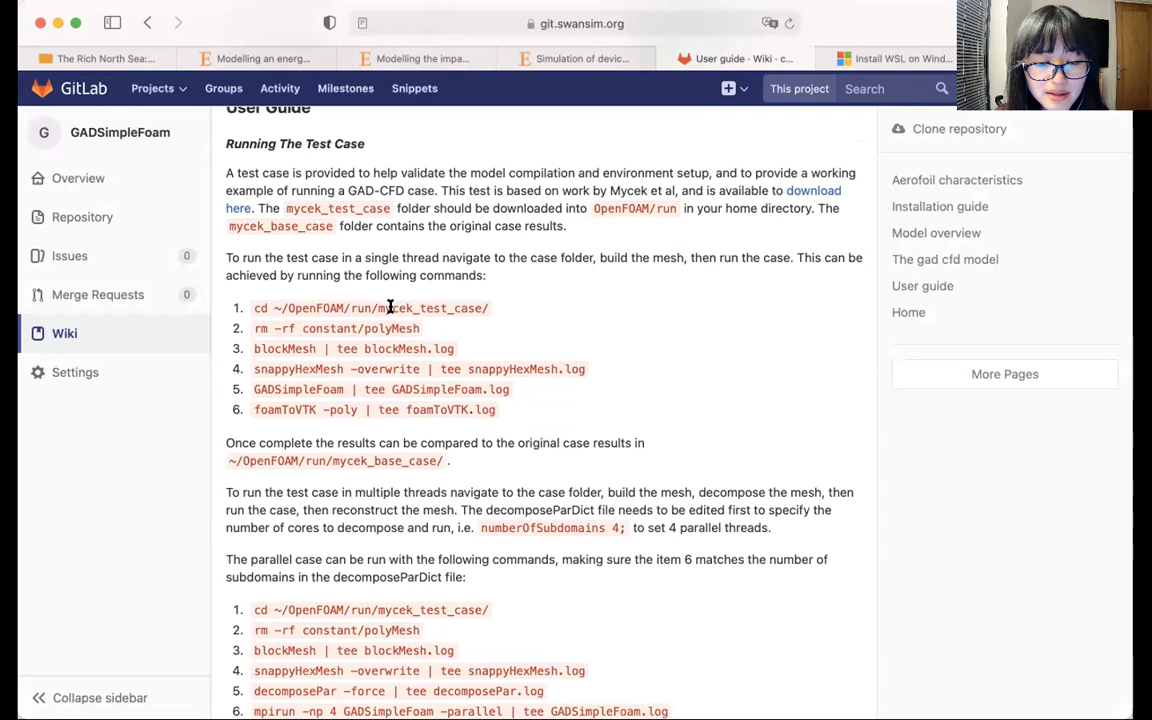 git.swansim.org
The Rich North Sea:...
Modelling an energ...
Modelling the impa...
Simulation of devic...
User guide · Wiki · c...
Install WSL on Wind...
GitLab
Projects
Groups
Activity
Milestones
Snippets
This project
Search
G
GADSimpleFoam
Overview
Repository
Issues
0
Merge Requests
0
Wiki
Settings
Collapse sidebar
User Guide
Running The Test Case
A test case is provided to help validate the model compilation and environment setup, and to provide a working
example of running a GAD-CFD case. This test is based on work by Mycek et al, and is available to download
here. The mycek_test_case folder should be downloaded into OpenFOAM/run in your home directory. The
mycek_base_case folder contains the original case results.
To run the test case in a single thread navigate to the case folder, build the mesh, then run the case. This can be
achieved by running the following commands:
1. cd ~/OpenFOAM/run/mycek_test_case/
2. rm -rf constant/polyMesh
3. blockMesh | tee blockMesh.log
4. snappyHexMesh -overwrite | tee snappyHexMesh.log
5. GADSimpleFoam | tee GADSimpleFoam.log
6. foamToVTK -poly | tee foamToVTK.log
Once complete the results can be compared to the original case results in
~/OpenFOAM/run/mycek_base_case/ .
To run the test case in multiple threads navigate to the case folder, build the mesh, decompose the mesh, then
run the case, then reconstruct the mesh. The decomposeParDict file needs to be edited first to specify the
number of cores to decompose and run, i.e. numberOfSubdomains 4; to set 4 parallel threads.
The parallel case can be run with the following commands, making sure the item 6 matches the number of
subdomains in the decomposeParDict file:
1. cd ~/OpenFOAM/run/mycek_test_case/
2. rm -rf constant/polyMesh
3. blockMesh | tee blockMesh.log
4. snappyHexMesh -overwrite | tee snappyHexMesh.log
5. decomposePar -force | tee decomposePar.log
6. mpirun -np 4 GADSimpleFoam -parallel | tee GADSimpleFoam.log
Clone repository
Aerofoil characteristics
Installation guide
Model overview
The gad cfd model
User guide
Home
More Pages